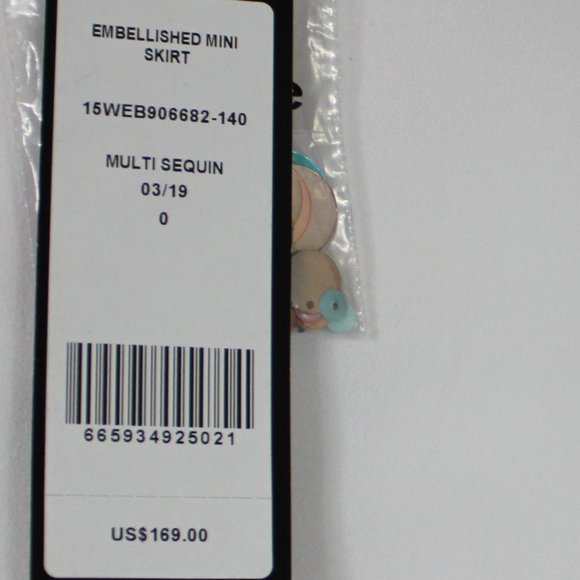 EMBELLISHED MINI
SKIRT
15WEB906682-140
MULTI SEQUIN
03/19
0
665934925021
US$169.00